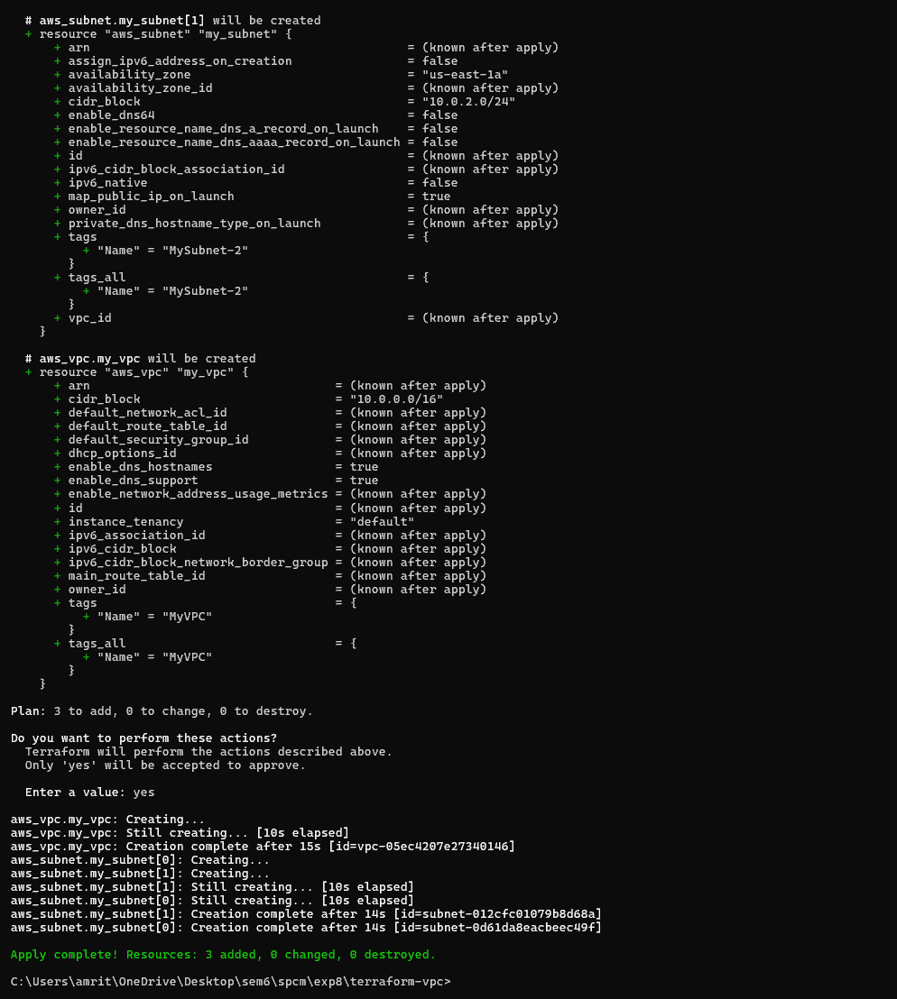 # aws_subnet.my_subnet[1] will be created
+ resource "aws_subnet" "my_subnet" {
+ arn = (known after apply)
+ assign_ipv6_address_on_creation = false
+ availability_zone = "us-east-1a"
+ availability_zone_id = (known after apply)
+ cidr_block = "10.0.2.0/24"
+ enable_dns64 = false
+ enable_resource_name_dns_a_record_on_launch = false
+ enable_resource_name_dns_aaaa_record_on_launch = false
+ id = (known after apply)
+ ipv6_cidr_block_association_id = (known after apply)
+ ipv6_native = false
+ map_public_ip_on_launch = true
+ owner_id = (known after apply)
+ private_dns_hostname_type_on_launch = (known after apply)
+ tags = {
+ "Name" = "MySubnet-2"
}
+ tags_all = {
+ "Name" = "MySubnet-2"
}
+ vpc_id = (known after apply)
}
# aws_vpc.my_vpc will be created
+ resource "aws_vpc" "my_vpc" {
+ arn = (known after apply)
+ cidr_block = "10.0.0.0/16"
+ default_network_acl_id = (known after apply)
+ default_route_table_id = (known after apply)
+ default_security_group_id = (known after apply)
+ dhcp_options_id = (known after apply)
+ enable_dns_hostnames = true
+ enable_dns_support = true
+ enable_network_address_usage_metrics = (known after apply)
+ id = (known after apply)
+ instance_tenancy = "default"
+ ipv6_association_id = (known after apply)
+ ipv6_cidr_block = (known after apply)
+ ipv6_cidr_block_network_border_group = (known after apply)
+ main_route_table_id = (known after apply)
+ owner_id = (known after apply)
+ tags = {
+ "Name" = "MyVPC"
}
+ tags_all = {
+ "Name" = "MyVPC"
}
}
Plan: 3 to add, 0 to change, 0 to destroy.
Do you want to perform these actions?
Terraform will perform the actions described above.
Only 'yes' will be accepted to approve.
Enter a value: yes
aws_vpc.my_vpc: Creating...
aws_vpc.my_vpc: Still creating... [10s elapsed]
aws_vpc.my_vpc: Creation complete after 15s [id=vpc-05ec4207e27340146]
aws_subnet.my_subnet[0]: Creating...
aws_subnet.my_subnet[1]: Creating...
aws_subnet.my_subnet[1]: Still creating... [10s elapsed]
aws_subnet.my_subnet[0]: Still creating... [10s elapsed]
aws_subnet.my_subnet[1]: Creation complete after 14s [id=subnet-012cfc01079b8d68a]
aws_subnet.my_subnet[0]: Creation complete after 14s [id=subnet-0d61da8eacbeec49f]
Apply complete! Resources: 3 added, 0 changed, 0 destroyed.
C:\Users\amrit\OneDrive\Desktop\sem6\spcm\exp8\terraform-vpc>